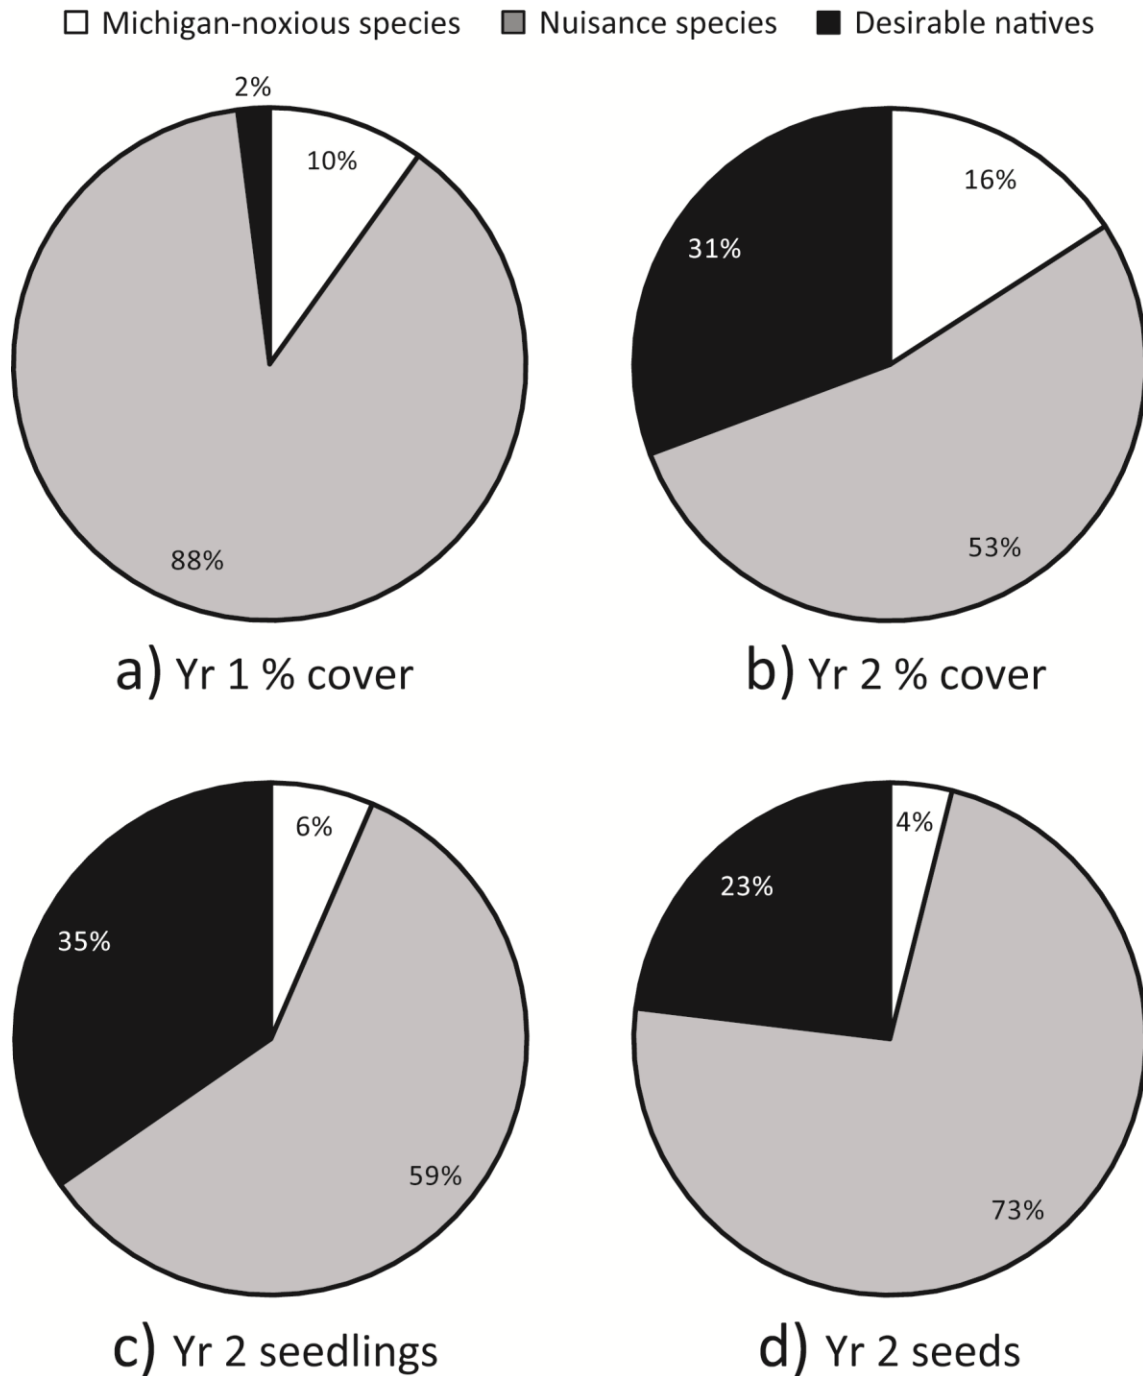 Michigan-noxious species Nuisance species Desirable natives
2%
10%
88%
16%
31%
53%
a) Yr 1 % cover
b) Yr 2 % cover
6%
35%
59%
4%
23%
73%
c) Yr 2 seedlings
d) Yr 2 seeds